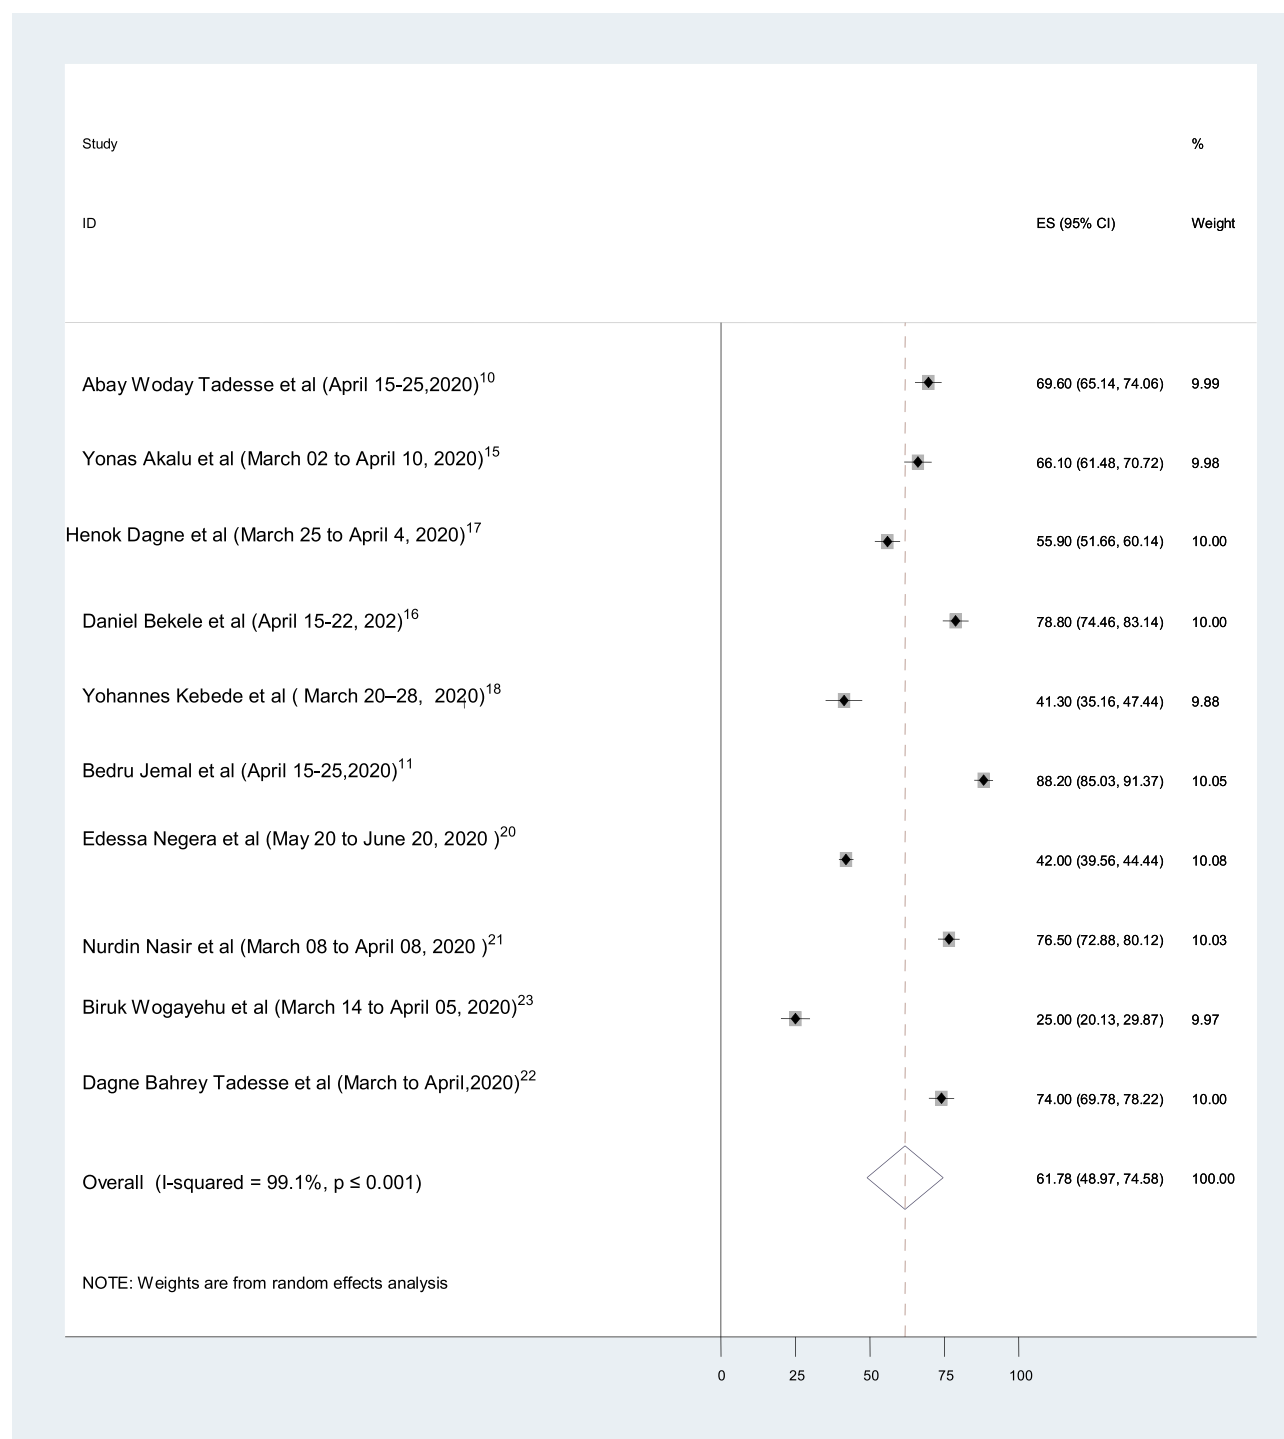 Study %
ID ES (95% CI) Weight
Abay Woday Tadesse et al (April 15-25,2020)10 69.60 (65.14, 74.06) 9.99
Yonas Akalu et al (March 02 to April 10, 2020)15 66.10 (61.48, 70.72) 9.98
Henok Dagne et al (March 25 to April 4, 2020)17 55.90 (51.66, 60.14) 10.00
Daniel Bekele et al (April 15-22, 202)16 78.80 (74.46, 83.14) 10.00
Yohannes Kebede et al ( March 20–28, 2020)18 41.30 (35.16, 47.44) 9.88
Bedru Jemal et al (April 15-25,2020)11 88.20 (85.03, 91.37) 10.05
Edessa Negera et al (May 20 to June 20, 2020 )20 42.00 (39.56, 44.44) 10.08
Nurdin Nasir et al (March 08 to April 08, 2020 )21 76.50 (72.88, 80.12) 10.03
Biruk Wogayehu et al (March 14 to April 05, 2020)23 25.00 (20.13, 29.87) 9.97
Dagne Bahrey Tadesse et al (March to April,2020)22 74.00 (69.78, 78.22) 10.00
Overall (I-squared = 99.1%, p ≤ 0.001) 61.78 (48.97, 74.58) 100.00
NOTE: Weights are from random effects analysis
0 25 50 75 100